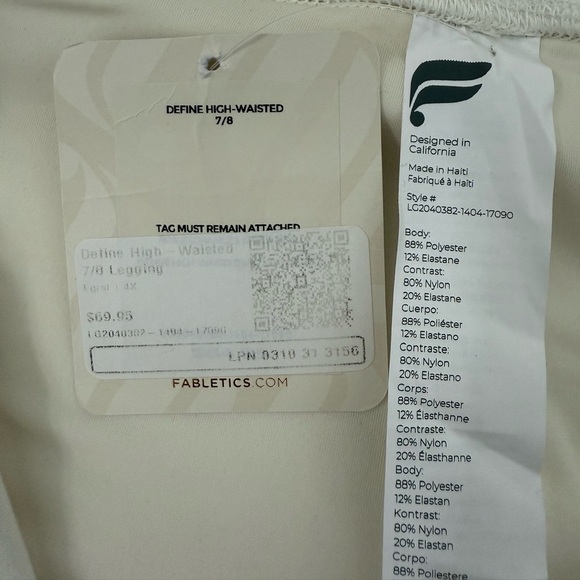 DEFINE HIGH-WAISTED
7/8
TAG MUST REMAIN ATTACHED
Define High - Waisted
7/8 Legging
4X
$69.95
LG2040382-1404-17090
LPN 0310 31 3156
FABLETICS.COM
Designed in
California
Made in Haiti
Fabriqué à Haïti
Style #
LG2040382-1404-17090
Body:
88% Polyester
12% Elastane
Contrast:
80% Nylon
20% Elastane
Cuerpo:
88% Poliéster
12% Elastano
Contraste:
80% Nylon
20% Elastano
Corps:
88% Polyester
12% Élasthanne
Contraste:
80% Nylon
20% Élasthanne
Body:
88% Polyester
12% Elastan
Kontrast:
80% Nylon
20% Elastan
Corpo:
88% Poliestere